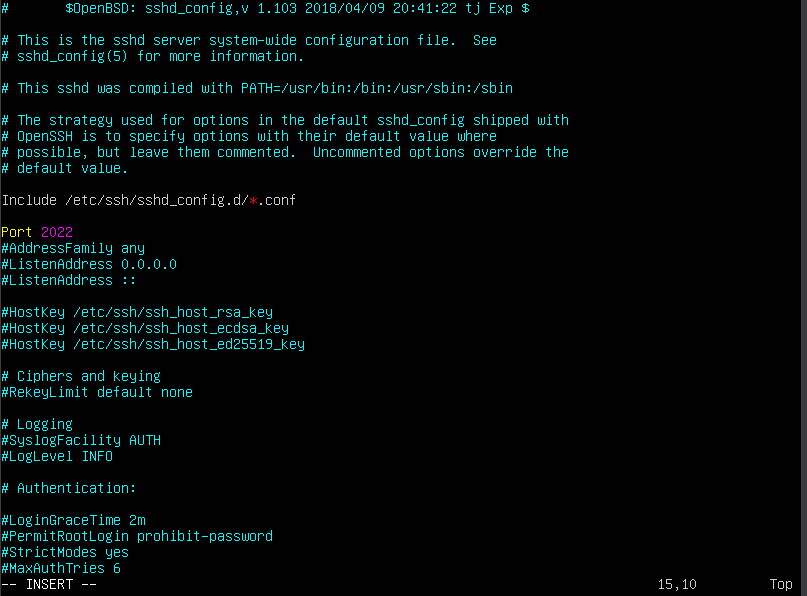 #       $OpenBSD: sshd_config,v 1.103 2018/04/09 20:41:22 tj Exp $
# This is the sshd server system-wide configuration file.  See
# sshd_config(5) for more information.
# This sshd was compiled with PATH=/usr/bin:/bin:/usr/sbin:/sbin
# The strategy used for options in the default sshd_config shipped with
# OpenSSH is to specify options with their default value where
# possible, but leave them commented.  Uncommented options override the
# default value.
Include /etc/ssh/sshd_config.d/*.conf
Port 2022
#AddressFamily any
#ListenAddress 0.0.0.0
#ListenAddress ::
#HostKey /etc/ssh/ssh_host_rsa_key
#HostKey /etc/ssh/ssh_host_ecdsa_key
#HostKey /etc/ssh/ssh_host_ed25519_key
# Ciphers and keying
#RekeyLimit default none
# Logging
#SyslogFacility AUTH
#LogLevel INFO
# Authentication:
#LoginGraceTime 2m
#PermitRootLogin prohibit-password
#StrictModes yes
#MaxAuthTries 6
-- INSERT --                                                                      15,10         Top